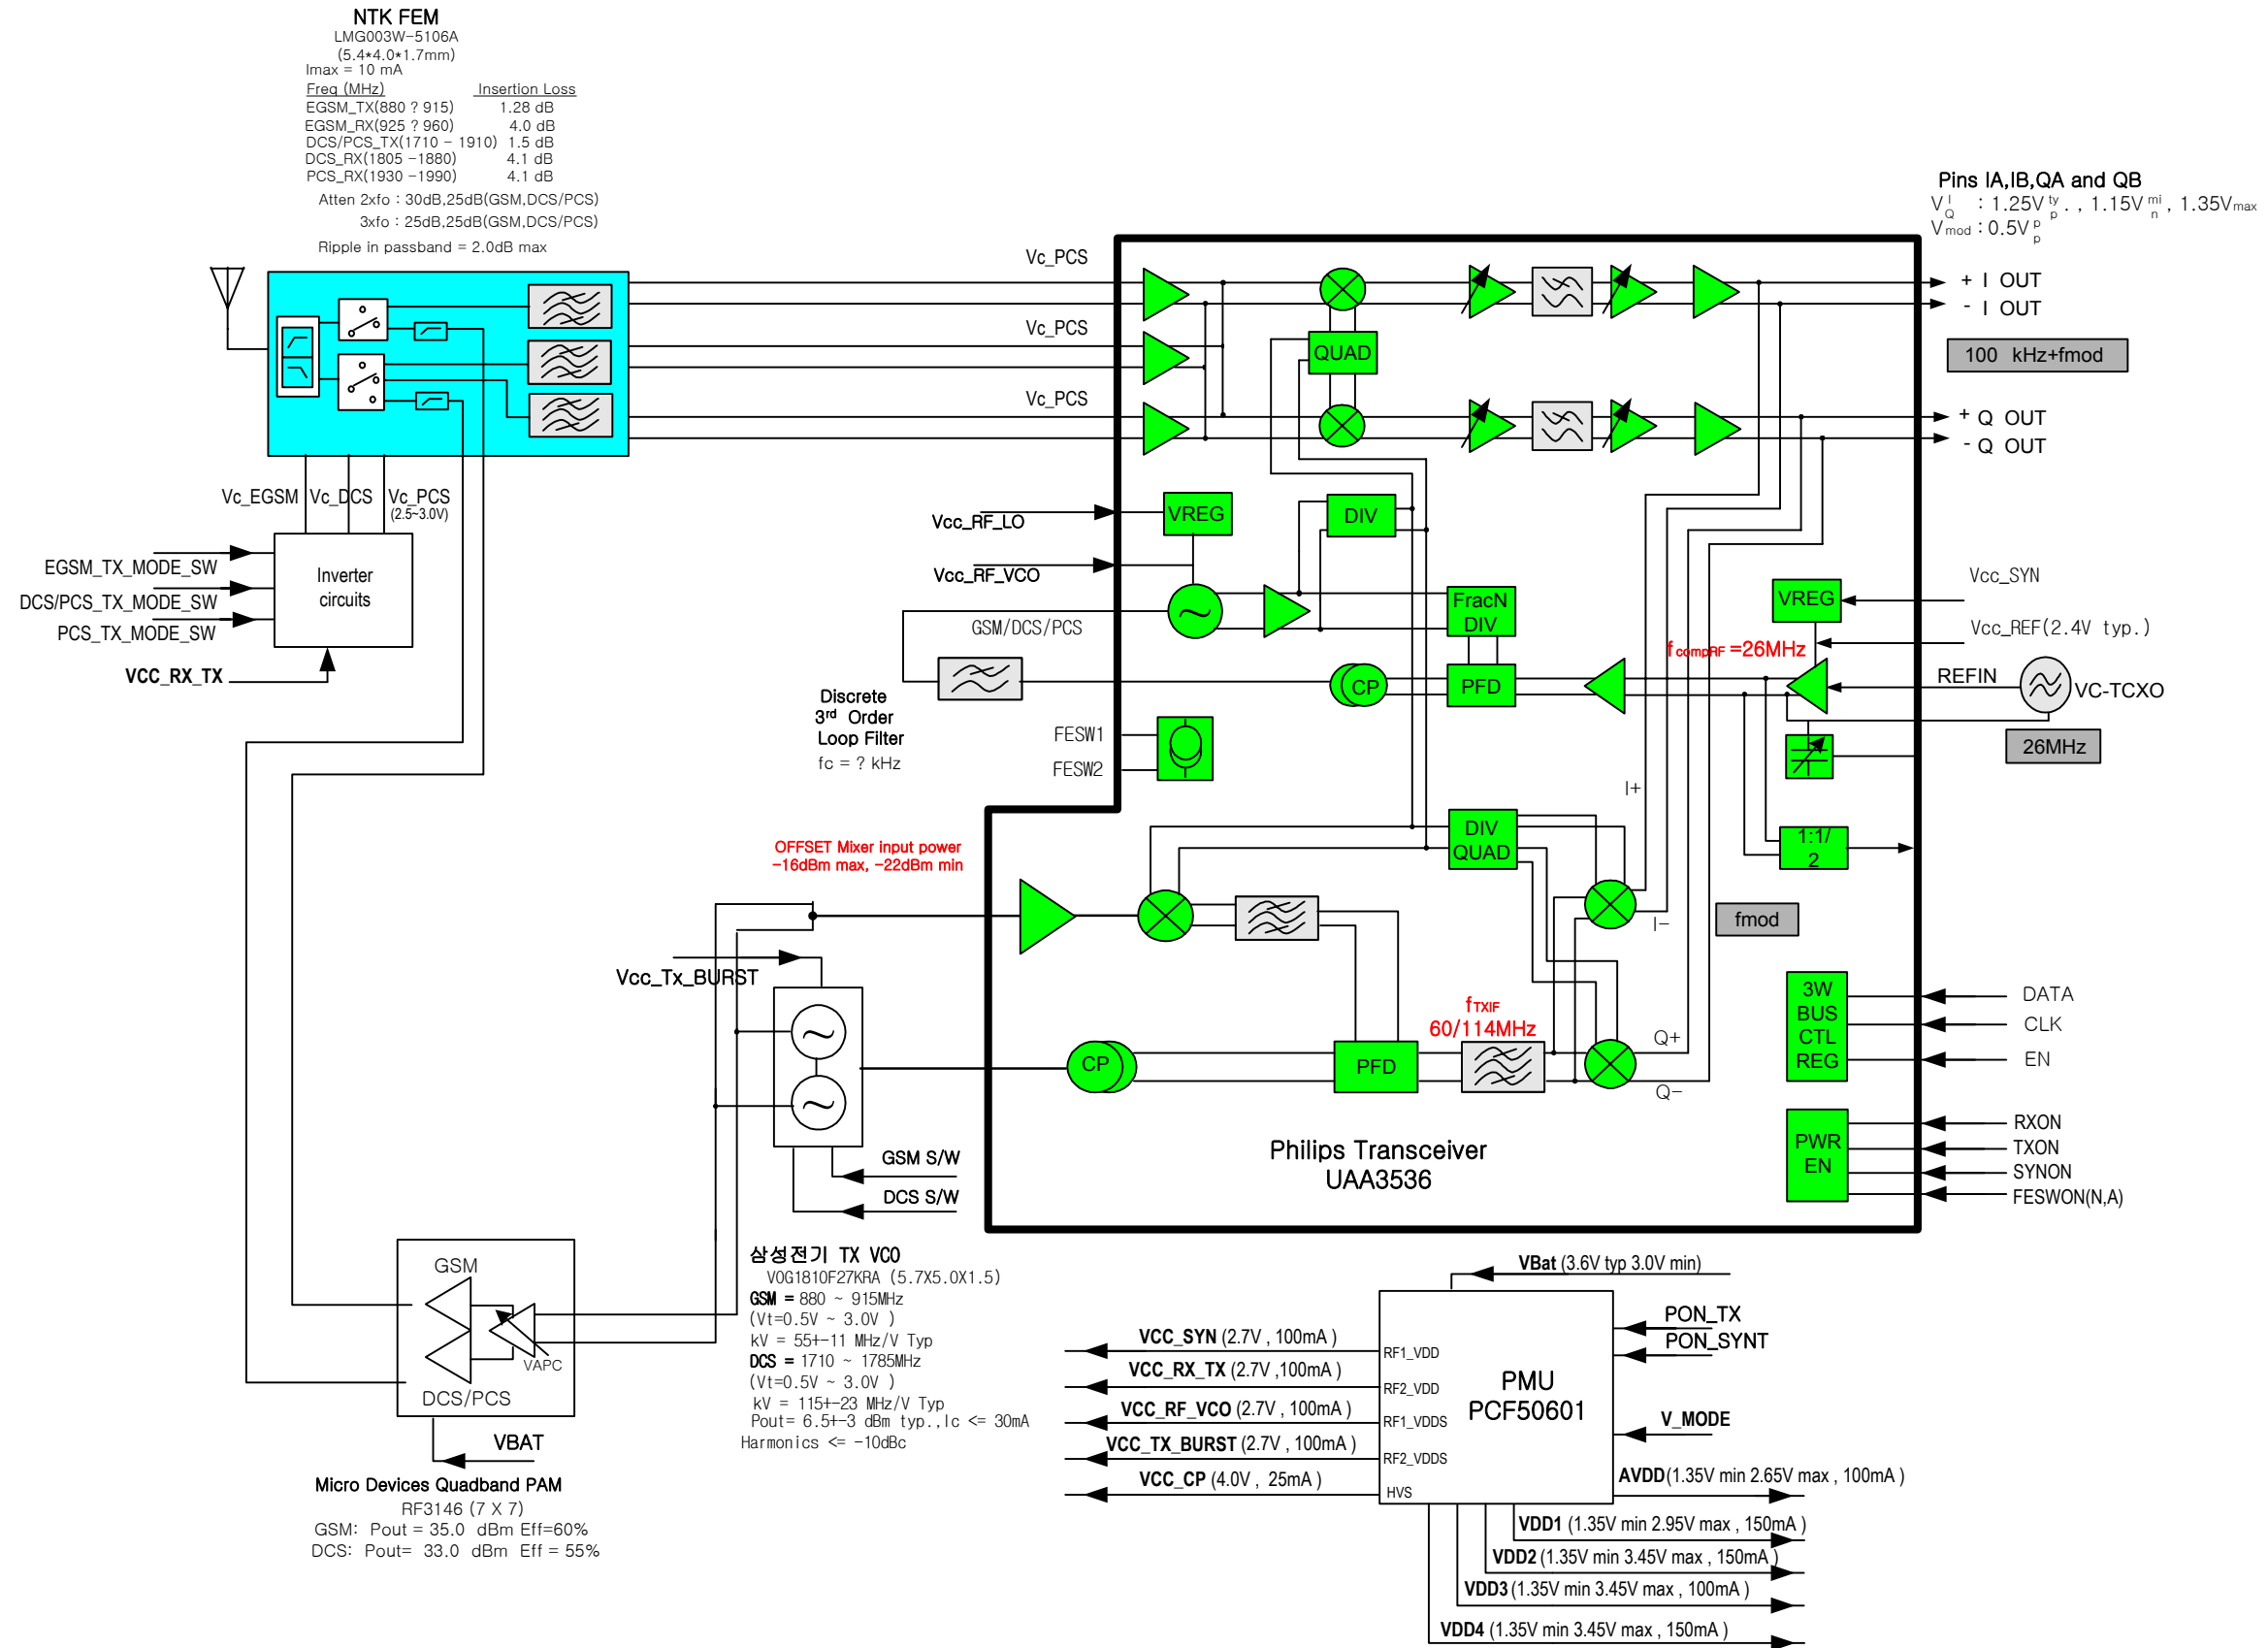 NTK FEM
LMG003W-5106A
(5.4*4.0*1.7mm)
Imax = 10 mA
Freq (MHz) Insertion Loss
EGSM_TX(880 ? 915) 1.28 dB
EGSM_RX(925 ? 960) 4.0 dB
DCS/PCS_TX(1710 - 1910) 1.5 dB
DCS_RX(1805 -1880) 4.1 dB
PCS_RX(1930 -1990) 4.1 dB
Atten 2xfo : 30dB,25dB(GSM,DCS/PCS)
3xfo : 25dB,25dB(GSM,DCS/PCS)
Ripple in passband = 2.0dB max
Pins IA,IB,QA and QB
VIQ : 1.25Vtyp. , 1.15Vmin , 1.35Vmax
Vmod : 0.5Vpp
Vc_PCS
Vc_PCS
Vc_PCS
QUAD
+ I OUT
- I OUT
100 kHz+fmod
+ Q OUT
- Q OUT
Vc_EGSM
Vc_DCS
Vc_PCS
(2.5~3.0V)
EGSM_TX_MODE_SW
DCS/PCS_TX_MODE_SW
PCS_TX_MODE_SW
Inverter
circuits
VCC_RX_TX
Vcc_RF_LO
VREG
DIV
Vcc_RF_VCO
GSM/DCS/PCS
FracN
DIV
VREG
Vcc_SYN
Vcc_REF(2.4V typ.)
fcompRF =26MHz
CP
PFD
REFIN
VC-TCXO
26MHz
Discrete
3rd Order
Loop Filter
fc = ? kHz
FESW1
FESW2
I+
OFFSET Mixer input power
-16dBm max, -22dBm min
DIV
QUAD
1:1/
2
fmod
I-
Vcc_Tx_BURST
fTXIF
60/114MHz
CP
PFD
Q+
Q-
3W
BUS
CTL
REG
DATA
CLK
EN
PWR
EN
RXON
TXON
SYNON
FESWON(N,A)
Philips Transceiver
UAA3536
GSM S/W
DCS S/W
삼성전기 TX VCO
VOG1810F27KRA (5.7X5.0X1.5)
GSM = 880 ~ 915MHz
(Vt=0.5V ~ 3.0V )
kV = 55+-11 MHz/V Typ
DCS = 1710 ~ 1785MHz
(Vt=0.5V ~ 3.0V )
kV = 115+-23 MHz/V Typ
Pout= 6.5+-3 dBm typ.,Ic <= 30mA
Harmonics <= -10dBc
GSM
VAPC
DCS/PCS
VBAT
Micro Devices Quadband PAM
RF3146 (7 X 7)
GSM: Pout = 35.0 dBm Eff=60%
DCS: Pout= 33.0 dBm Eff = 55%
VBat (3.6V typ 3.0V min)
PMU
PCF50601
PON_TX
PON_SYNT
V_MODE
VCC_SYN (2.7V , 100mA )
RF1_VDD
VCC_RX_TX (2.7V ,100mA )
RF2_VDD
VCC_RF_VCO (2.7V , 100mA )
RF1_VDDS
VCC_TX_BURST (2.7V , 100mA )
RF2_VDDS
VCC_CP (4.0V , 25mA )
HVS
AVDD(1.35V min 2.65V max , 100mA )
VDD1 (1.35V min 2.95V max , 150mA )
VDD2 (1.35V min 3.45V max , 150mA )
VDD3 (1.35V min 3.45V max , 100mA )
VDD4 (1.35V min 3.45V max , 150mA )